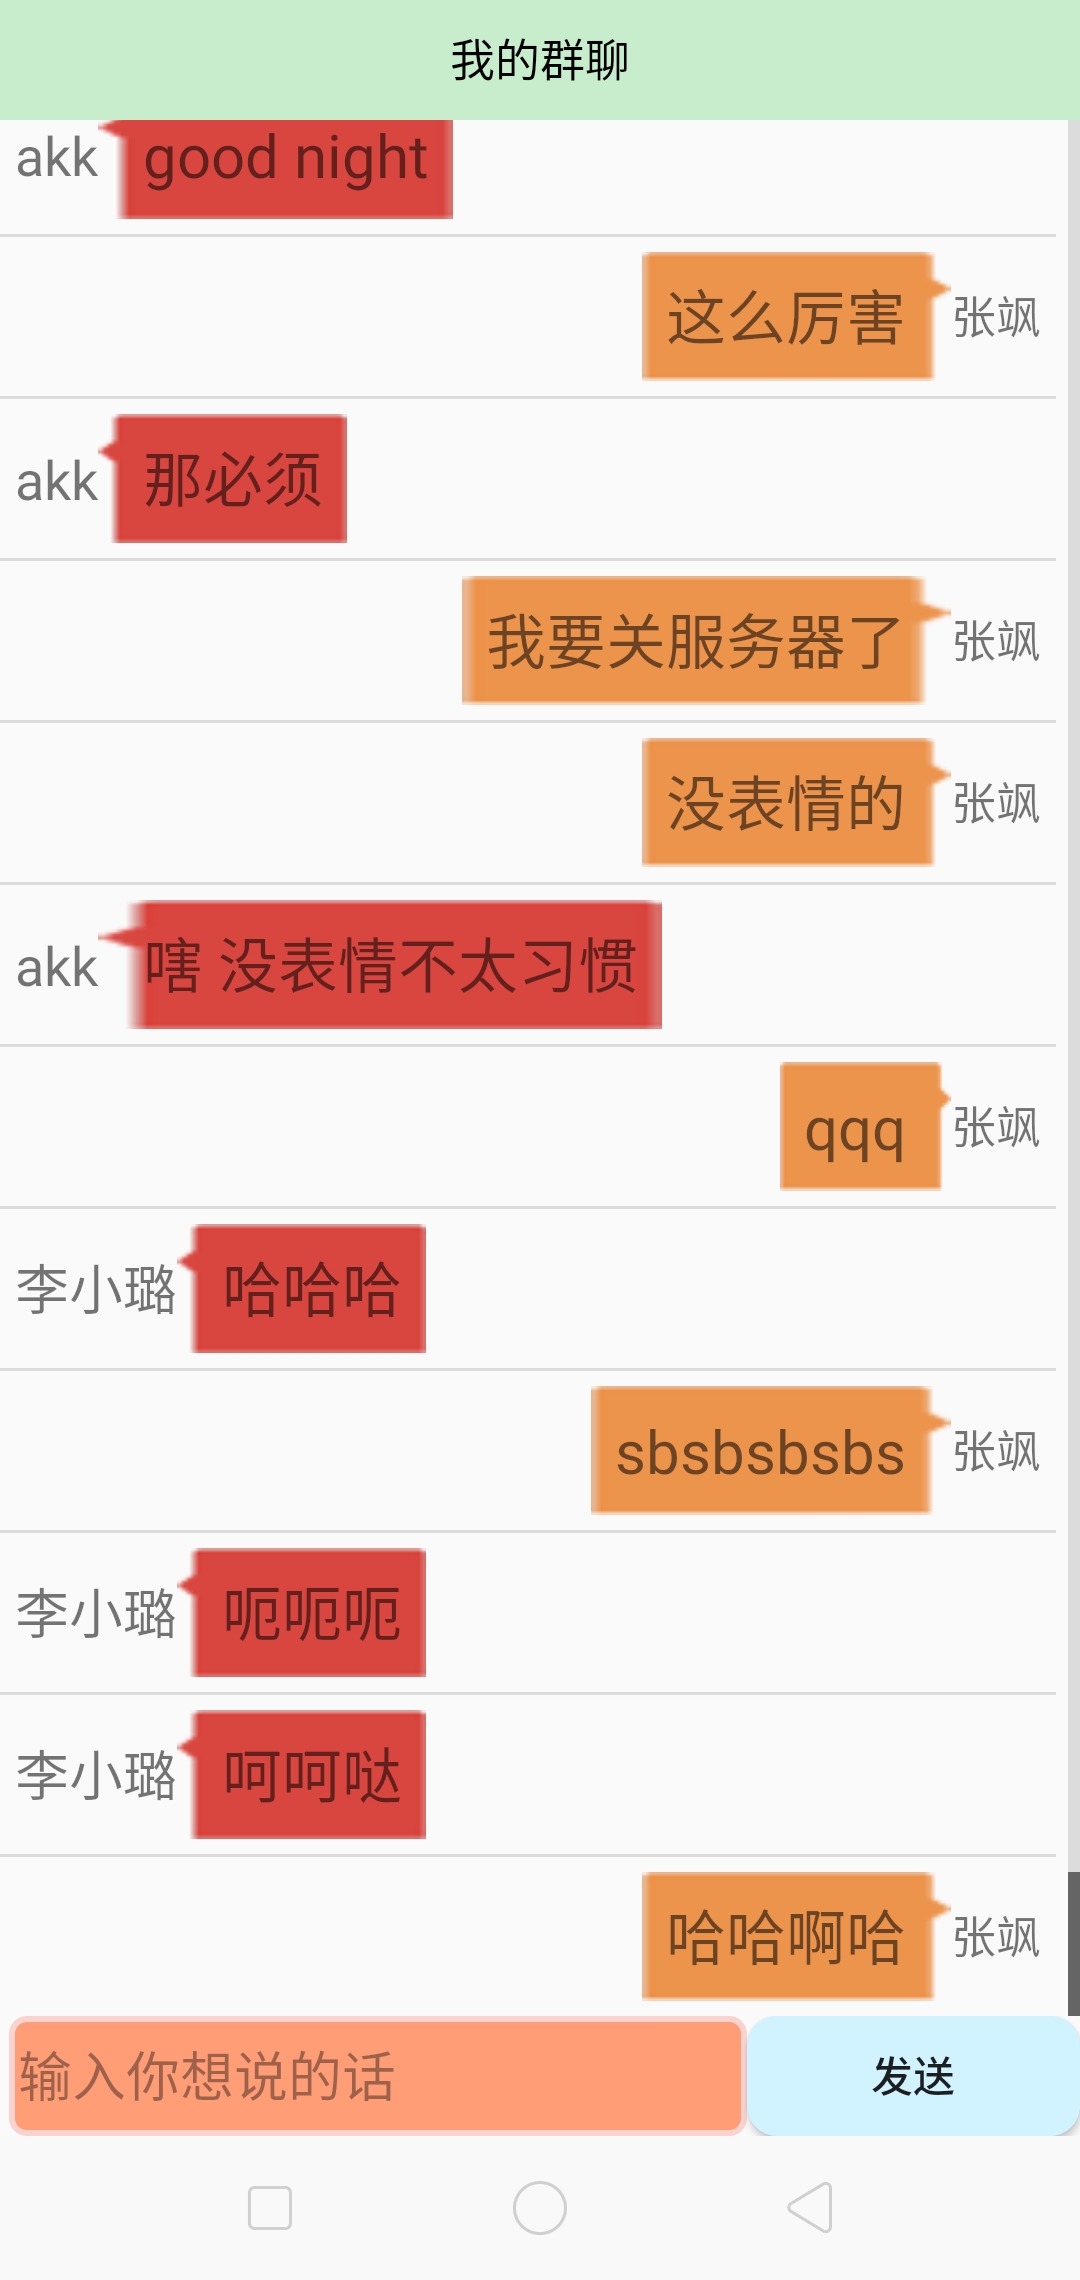 我的群聊
akk good night
这么厉害 张飒
akk 那必须
我要关服务器了 张飒
没表情的 张飒
akk 嗐 没表情不太习惯
qqq 张飒
李小璐 哈哈哈
sbsbsbsbs 张飒
李小璐 呃呃呃
李小璐 呵呵哒
哈哈啊哈 张飒
输入你想说的话 发送